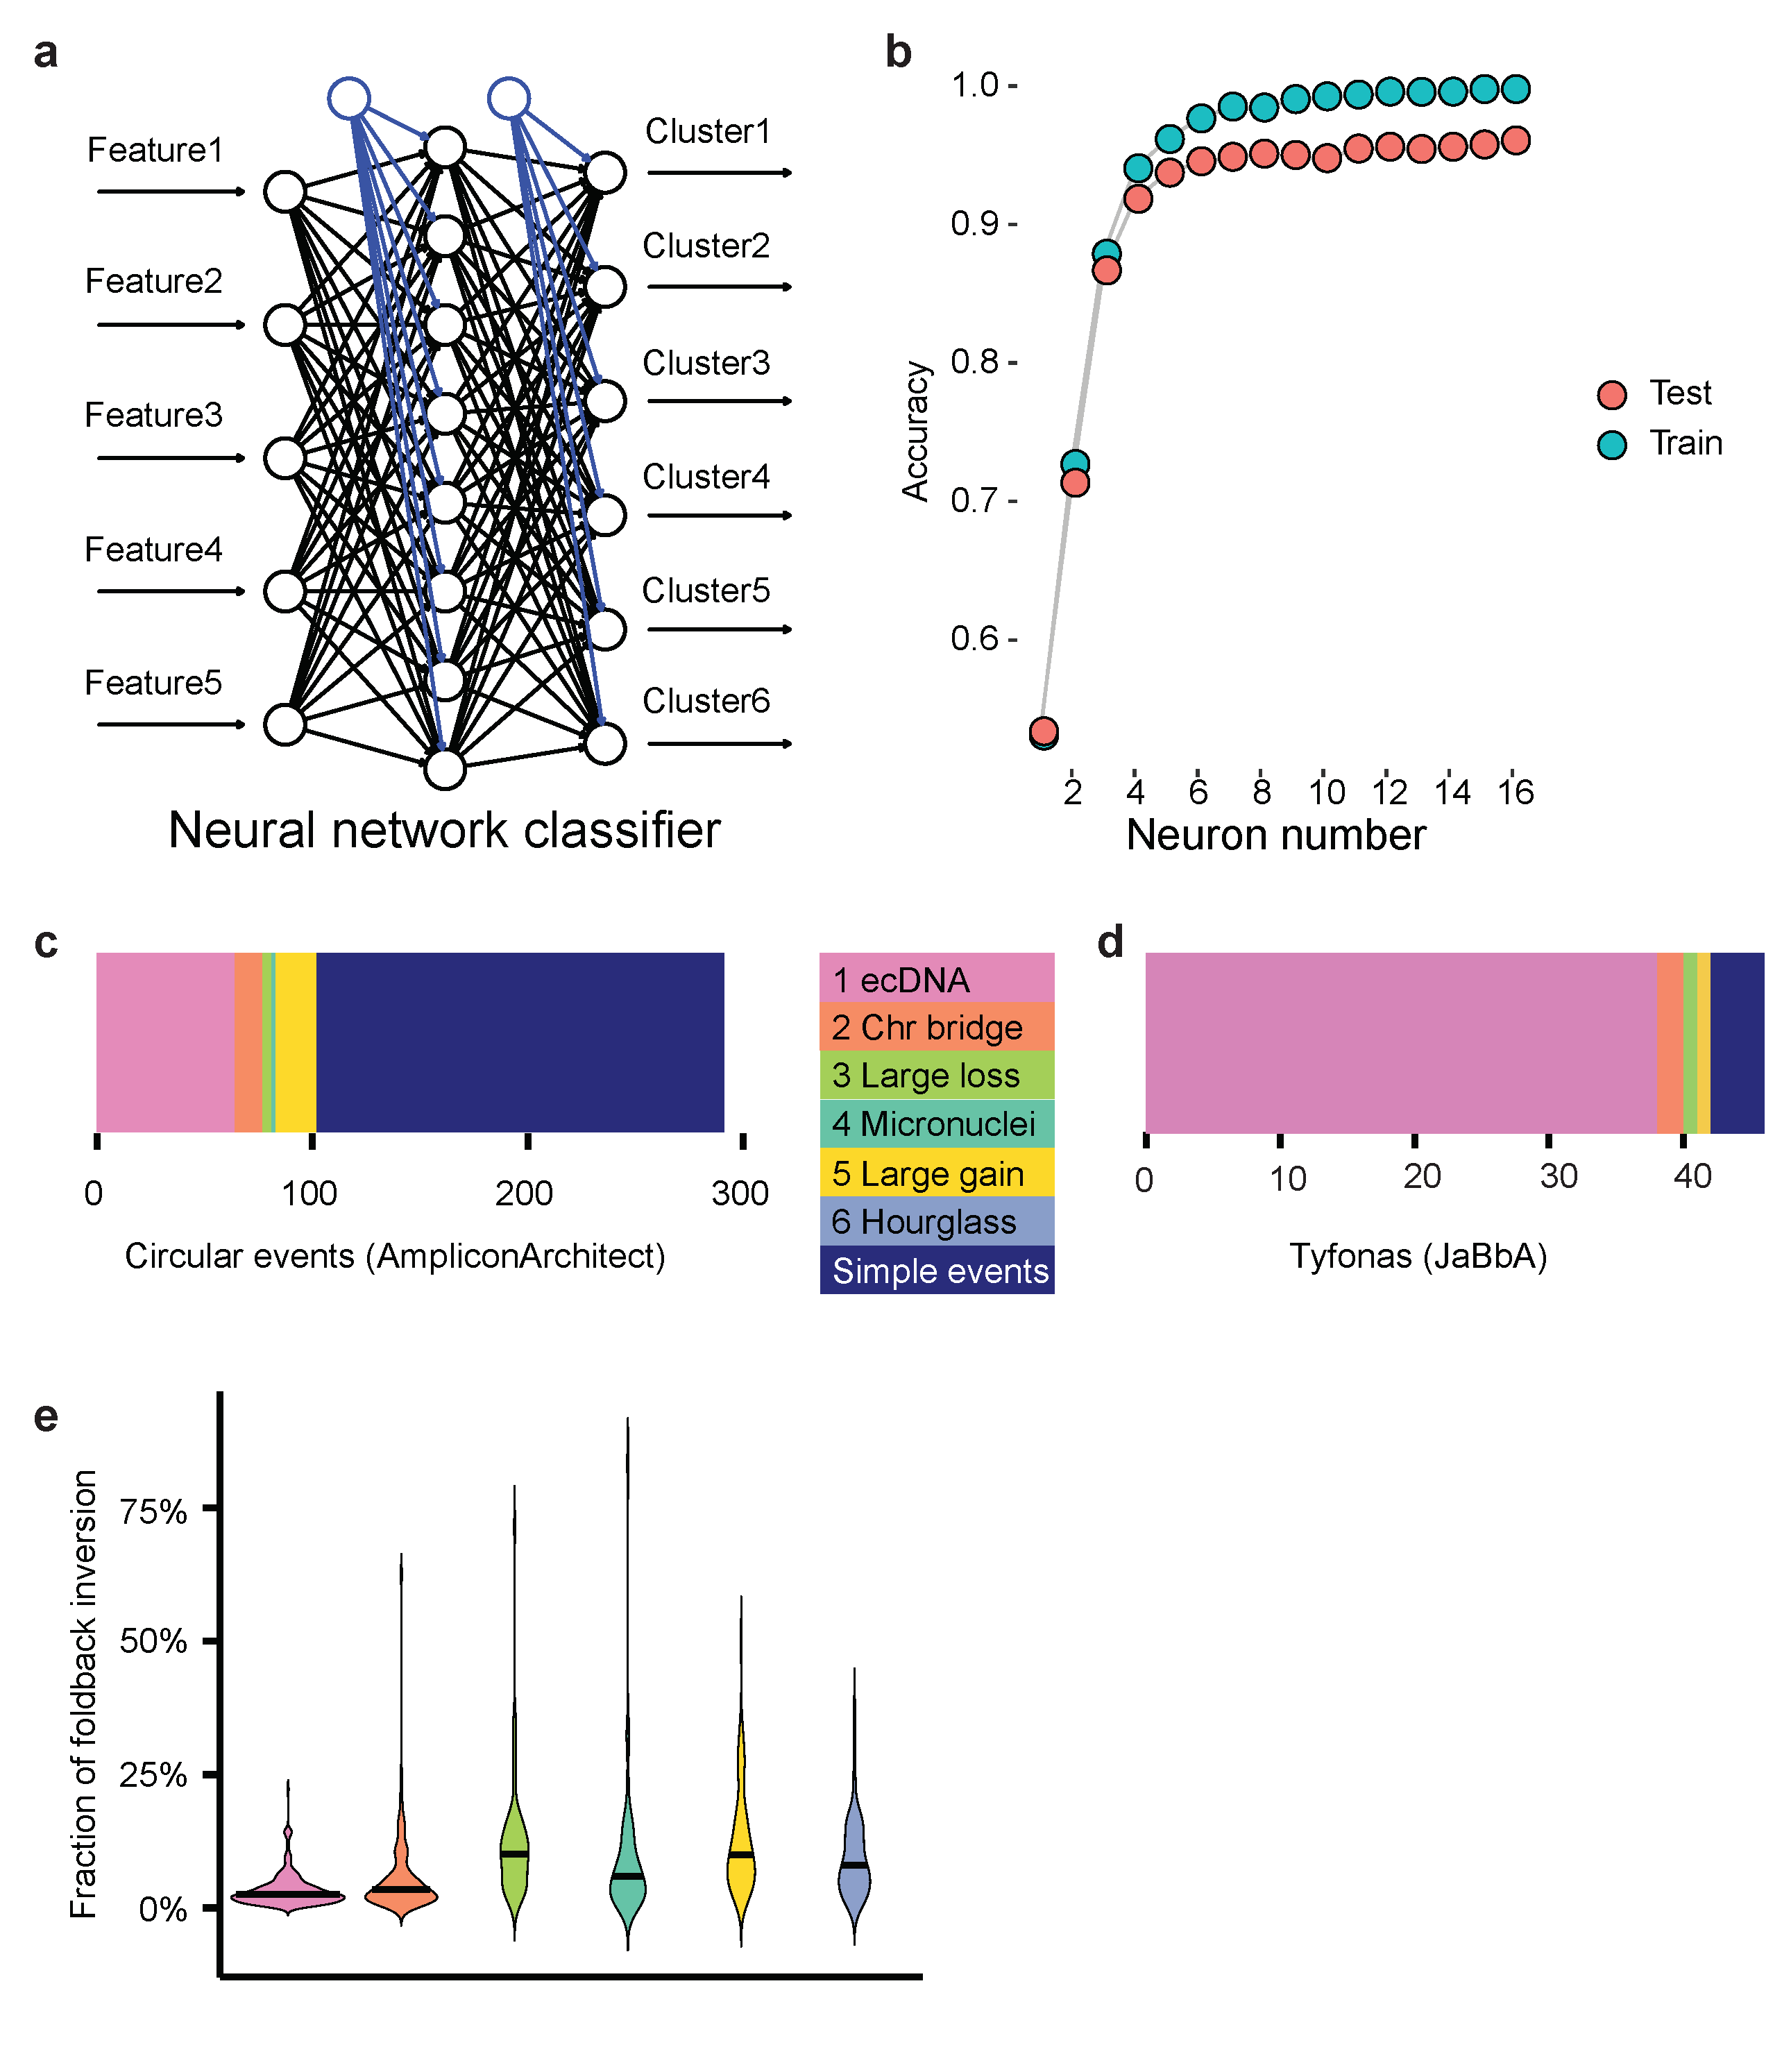 a
Feature1
Feature2
Feature3
Feature4
Feature5
Cluster1
Cluster2
Cluster3
Cluster4
Cluster5
Cluster6
Neural network classifier
b
Accuracy
1.0
0.9
0.8
0.7
0.6
2 4 6 8 10 12 14 16
Neuron number
Test
Train
c
0 100 200 300
Circular events (AmpliconArchitect)
1 ecDNA
2 Chr bridge
3 Large loss
4 Micronuclei
5 Large gain
6 Hourglass
Simple events
d
0 10 20 30 40
Tyfonas (JaBbA)
e
Fraction of foldback inversion
75%
50%
25%
0%